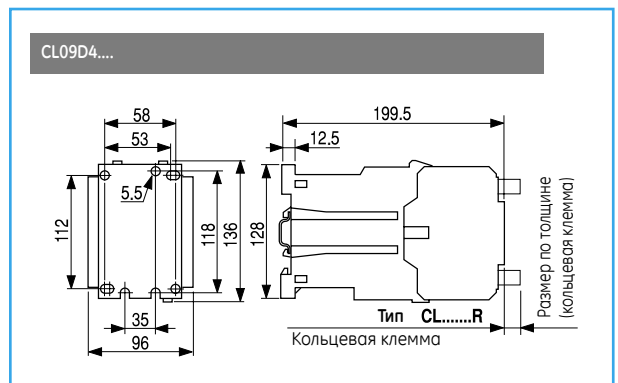 CL09D4....
58
53
5.5
112
118
136
35
96
199.5
12.5
128
Тип CL.......R
Кольцевая клемма
Размер по толщине
(кольцевая клемма)